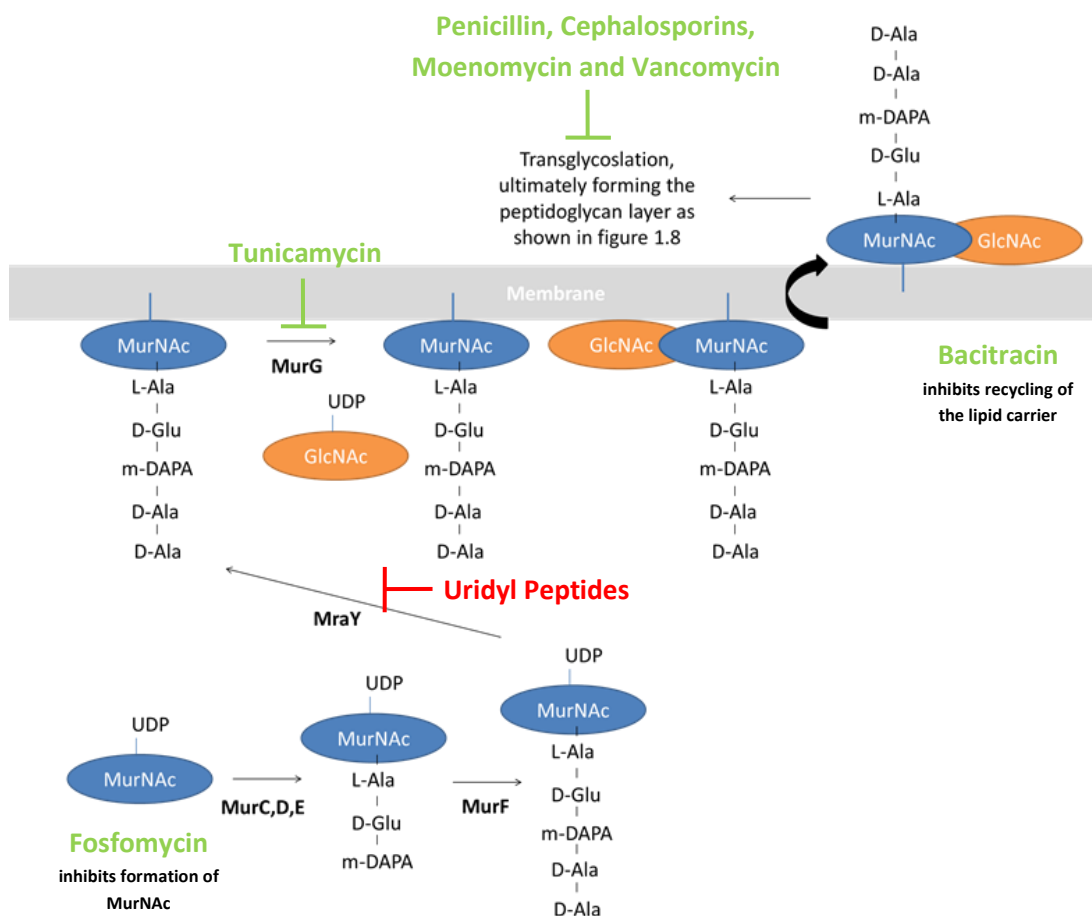 Penicillin, Cephalosporins,
Moenomycin and Vancomycin
D-Ala
D-Ala
m-DAPA
D-Glu
L-Ala
MurNAc
GlcNAc
Transglycoslation,
ultimately forming the
peptidoglycan layer as
shown in figure 1.8
Tunicamycin
Membrane
MurNAc
L-Ala
D-Glu
m-DAPA
D-Ala
D-Ala
MurG
UDP
GlcNAc
MurNAc
L-Ala
D-Glu
m-DAPA
D-Ala
D-Ala
GlcNAc
MurNAc
L-Ala
D-Glu
m-DAPA
D-Ala
D-Ala
Bacitracin
inhibits recycling of
the lipid carrier
Uridyl Peptides
MraY
UDP
MurNAc
MurC,D,E
UDP
MurNAc
L-Ala
D-Glu
m-DAPA
MurF
UDP
MurNAc
L-Ala
D-Glu
m-DAPA
D-Ala
D-Ala
Fosfomycin
inhibits formation of
MurNAc